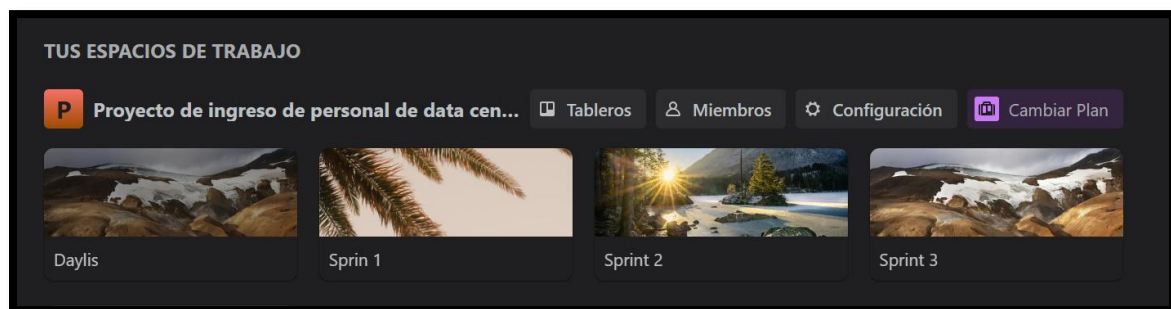 TUS ESPACIOS DE TRABAJO
P Proyecto de ingreso de personal de data cen... Tableros Miembros Configuración Cambiar Plan
Daylis Sprin 1 Sprint 2 Sprint 3